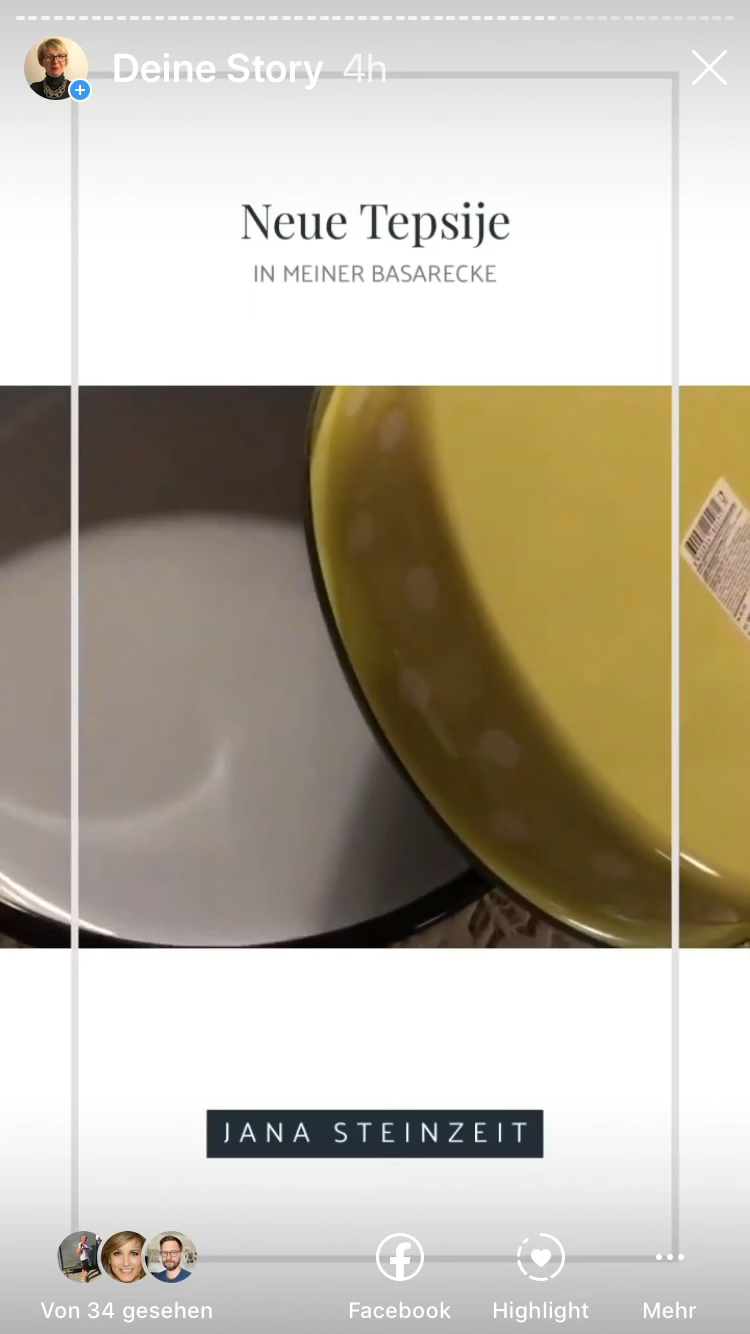 Deine Story 4h
Neue Tepsije
IN MEINER BASARECKE
JANA STEINZEIT
Von 34 gesehen
Facebook
Highlight
Mehr